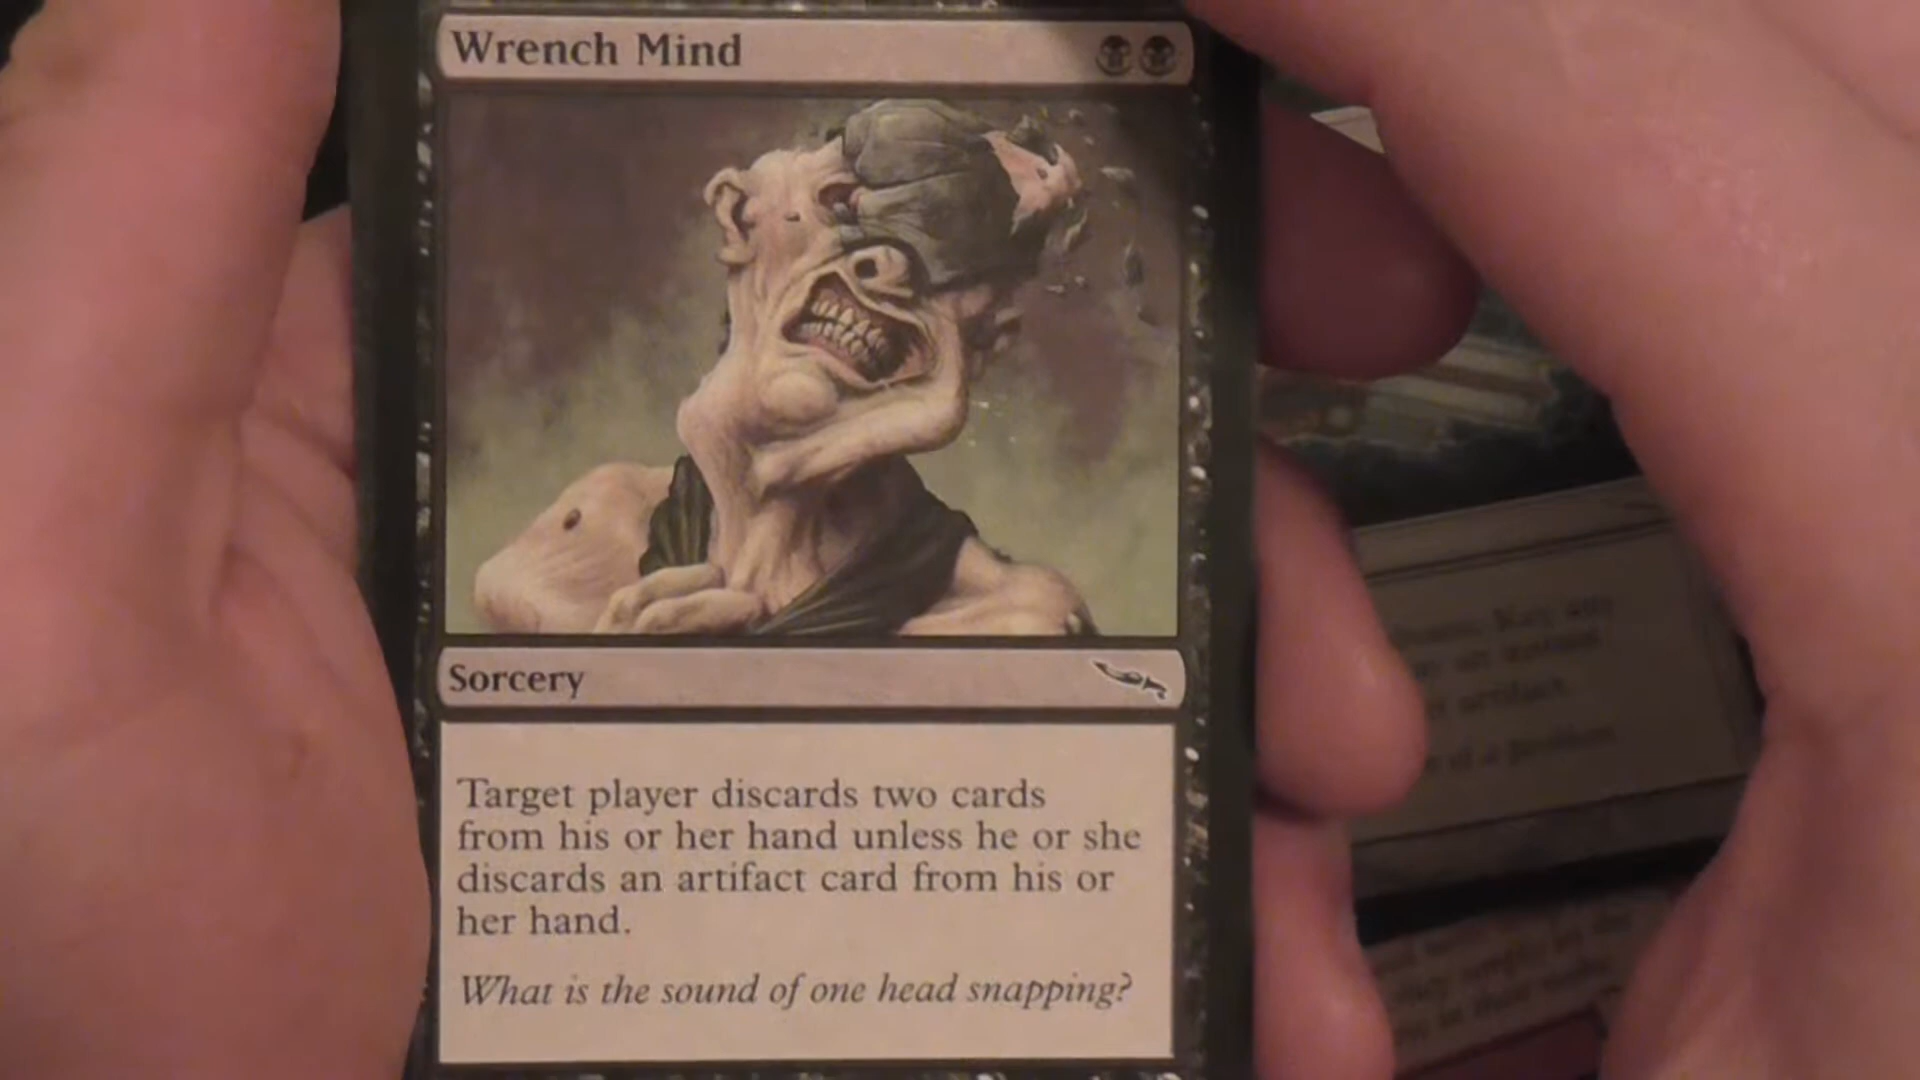 Wrench Mind
Sorcery
Target player discards two cards
from his or her hand unless he or she
discards an artifact card from his or
her hand.
What is the sound of one head snapping?
artifact.